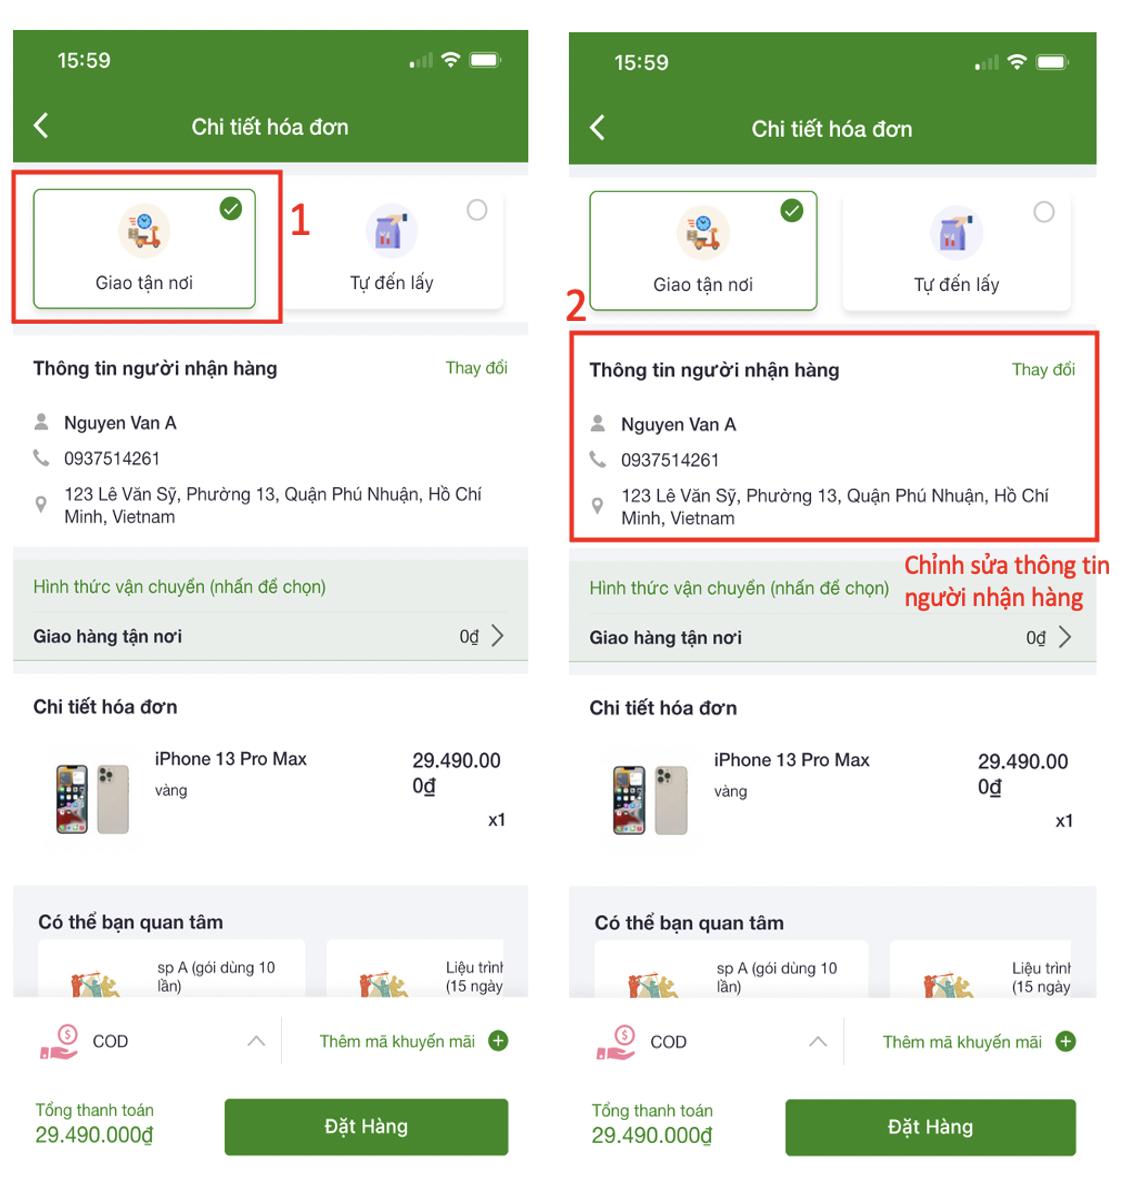 15:59
Chi tiết hóa đơn
1
Giao tận nơi
Tự đến lấy
Thông tin người nhận hàng
Thay đổi
Nguyen Van A
0937514261
123 Lê Văn Sỹ, Phường 13, Quận Phú Nhuận, Hồ Chí
Minh, Vietnam
Hình thức vận chuyển (nhấn để chọn)
Giao hàng tận nơi
0₫
Chi tiết hóa đơn
iPhone 13 Pro Max
29.490.00
0₫
vàng
x1
Có thể bạn quan tâm
sp A (gói dùng 10
lần)
Liệu trình
(15 ngày
COD
Thêm mã khuyến mãi
Tổng thanh toán
29.490.000₫
Đặt Hàng
15:59
Chi tiết hóa đơn
Giao tận nơi
Tự đến lấy
2
Thông tin người nhận hàng
Thay đổi
Nguyen Van A
0937514261
123 Lê Văn Sỹ, Phường 13, Quận Phú Nhuận, Hồ Chí
Minh, Vietnam
Chỉnh sửa thông tin
người nhận hàng
Hình thức vận chuyển (nhấn để chọn)
Giao hàng tận nơi
0₫
Chi tiết hóa đơn
iPhone 13 Pro Max
29.490.00
0₫
vàng
x1
Có thể bạn quan tâm
sp A (gói dùng 10
lần)
Liệu trình
(15 ngày
COD
Thêm mã khuyến mãi
Tổng thanh toán
29.490.000₫
Đặt Hàng